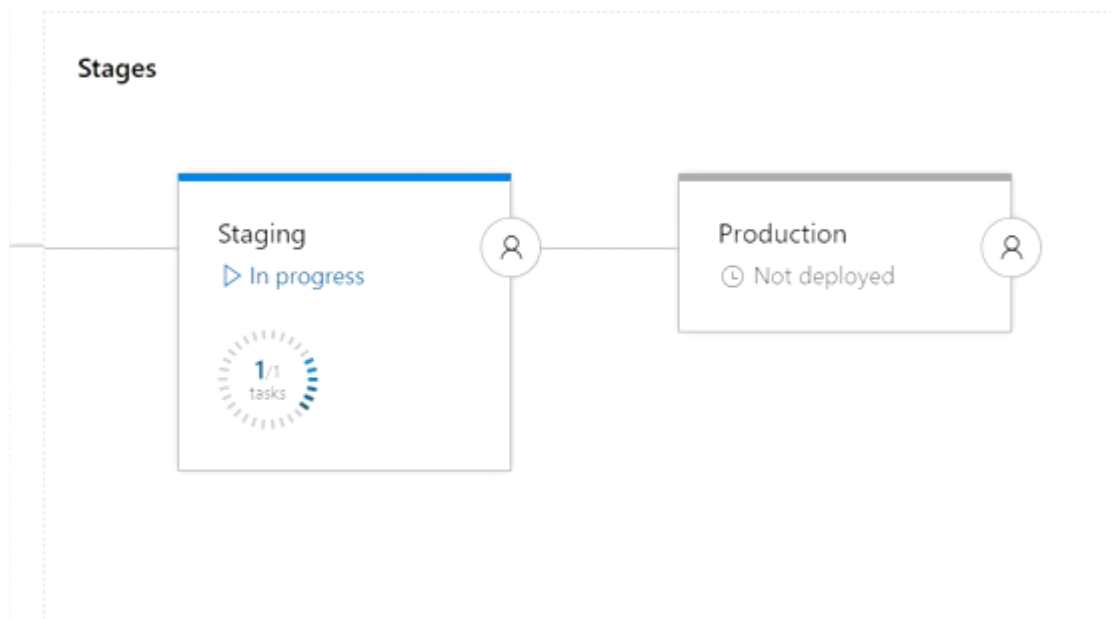 Stages
Staging
In progress
1/1
tasks
Production
Not deployed